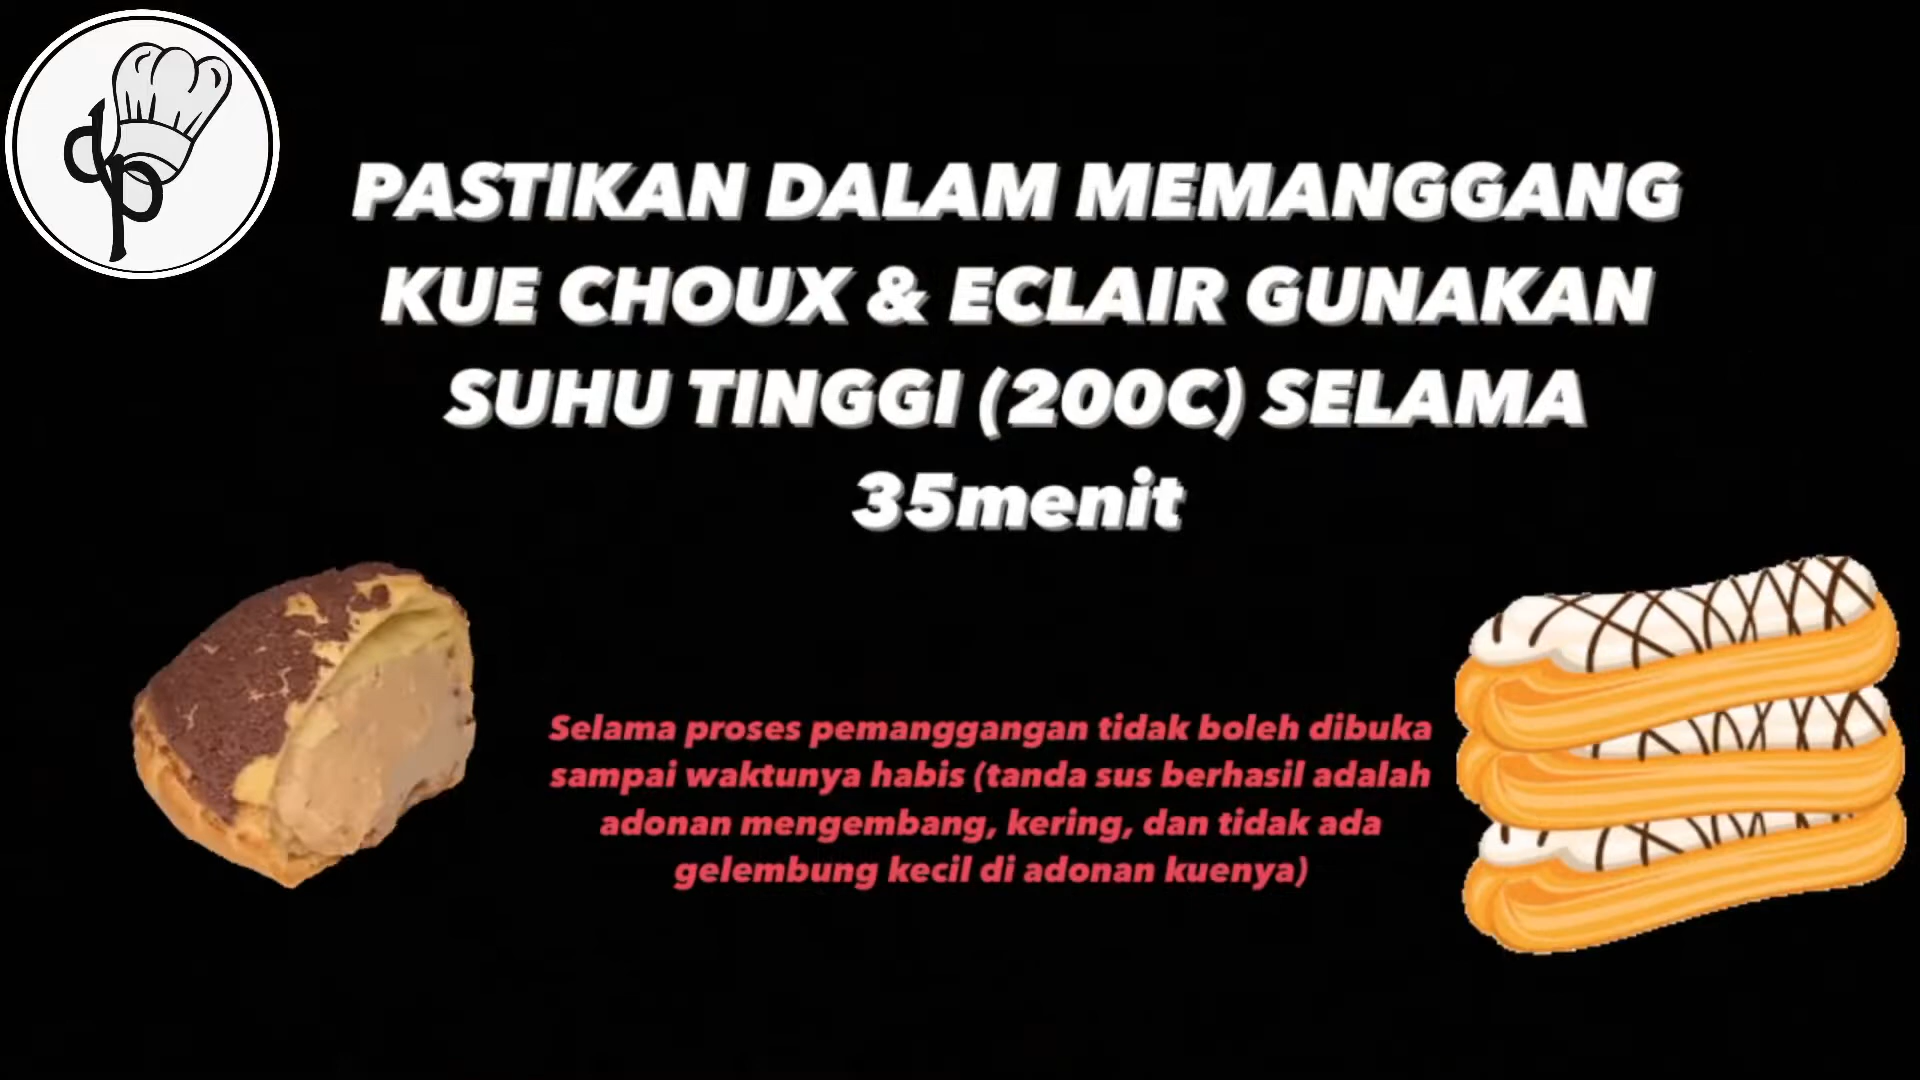 dp
PASTIKAN DALAM MEMANGGANG
KUE CHOUX & ECLAIR GUNAKAN
SUHU TINGGI (200C) SELAMA
35menit
Selama proses pemanggangan tidak boleh dibuka
sampai waktunya habis (tanda sus berhasil adalah
adonan mengembang, kering, dan tidak ada
gelembung kecil di adonan kuenya)